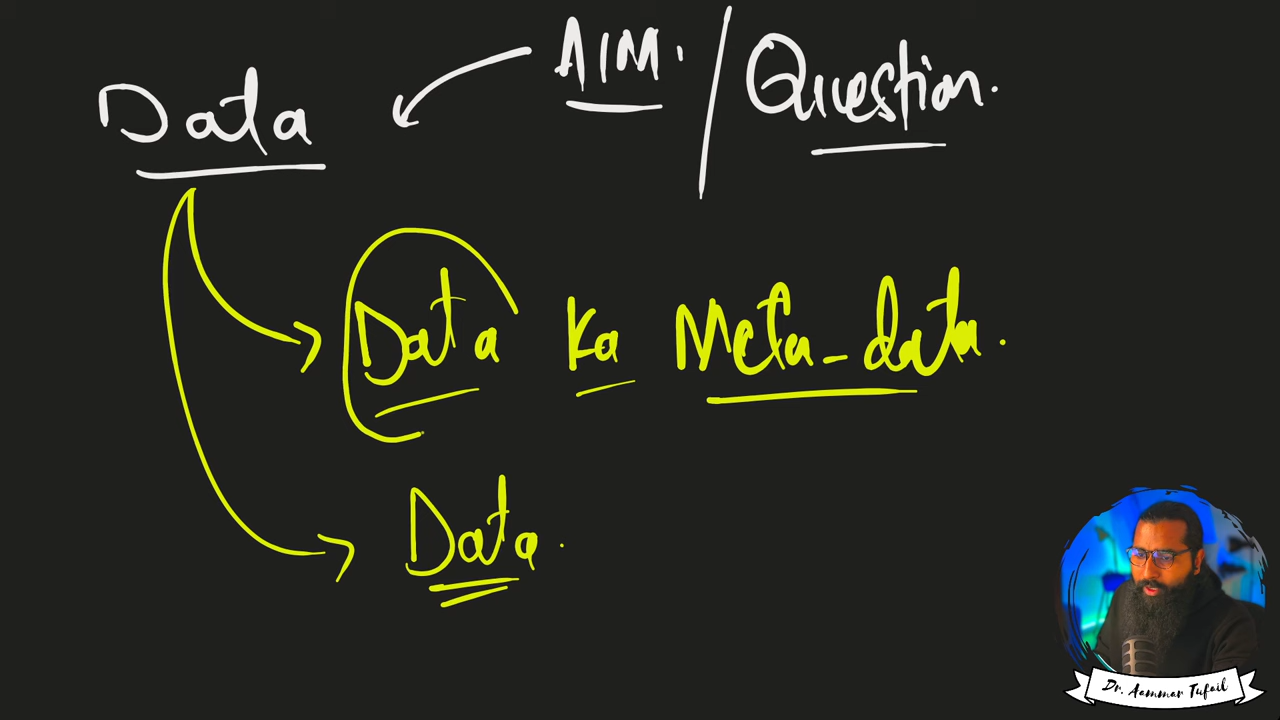 AIM. / Question.
Data
Data Ka Meta-data.
Data.
Dr. Aammar Tufail